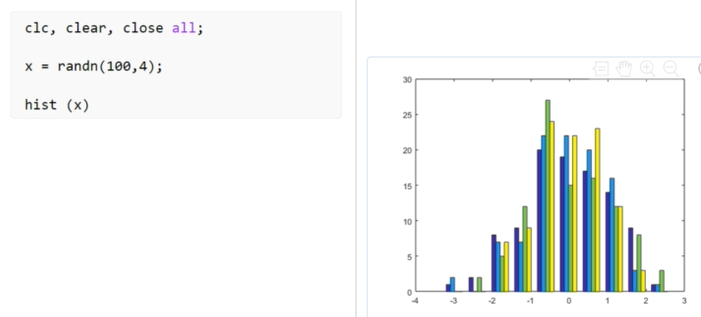 clc, clear, close all;
x = randn(100,4);
hist (x)
30
25
20
15
10
5
0
-4 -3 -2 -1 0 1 2 3